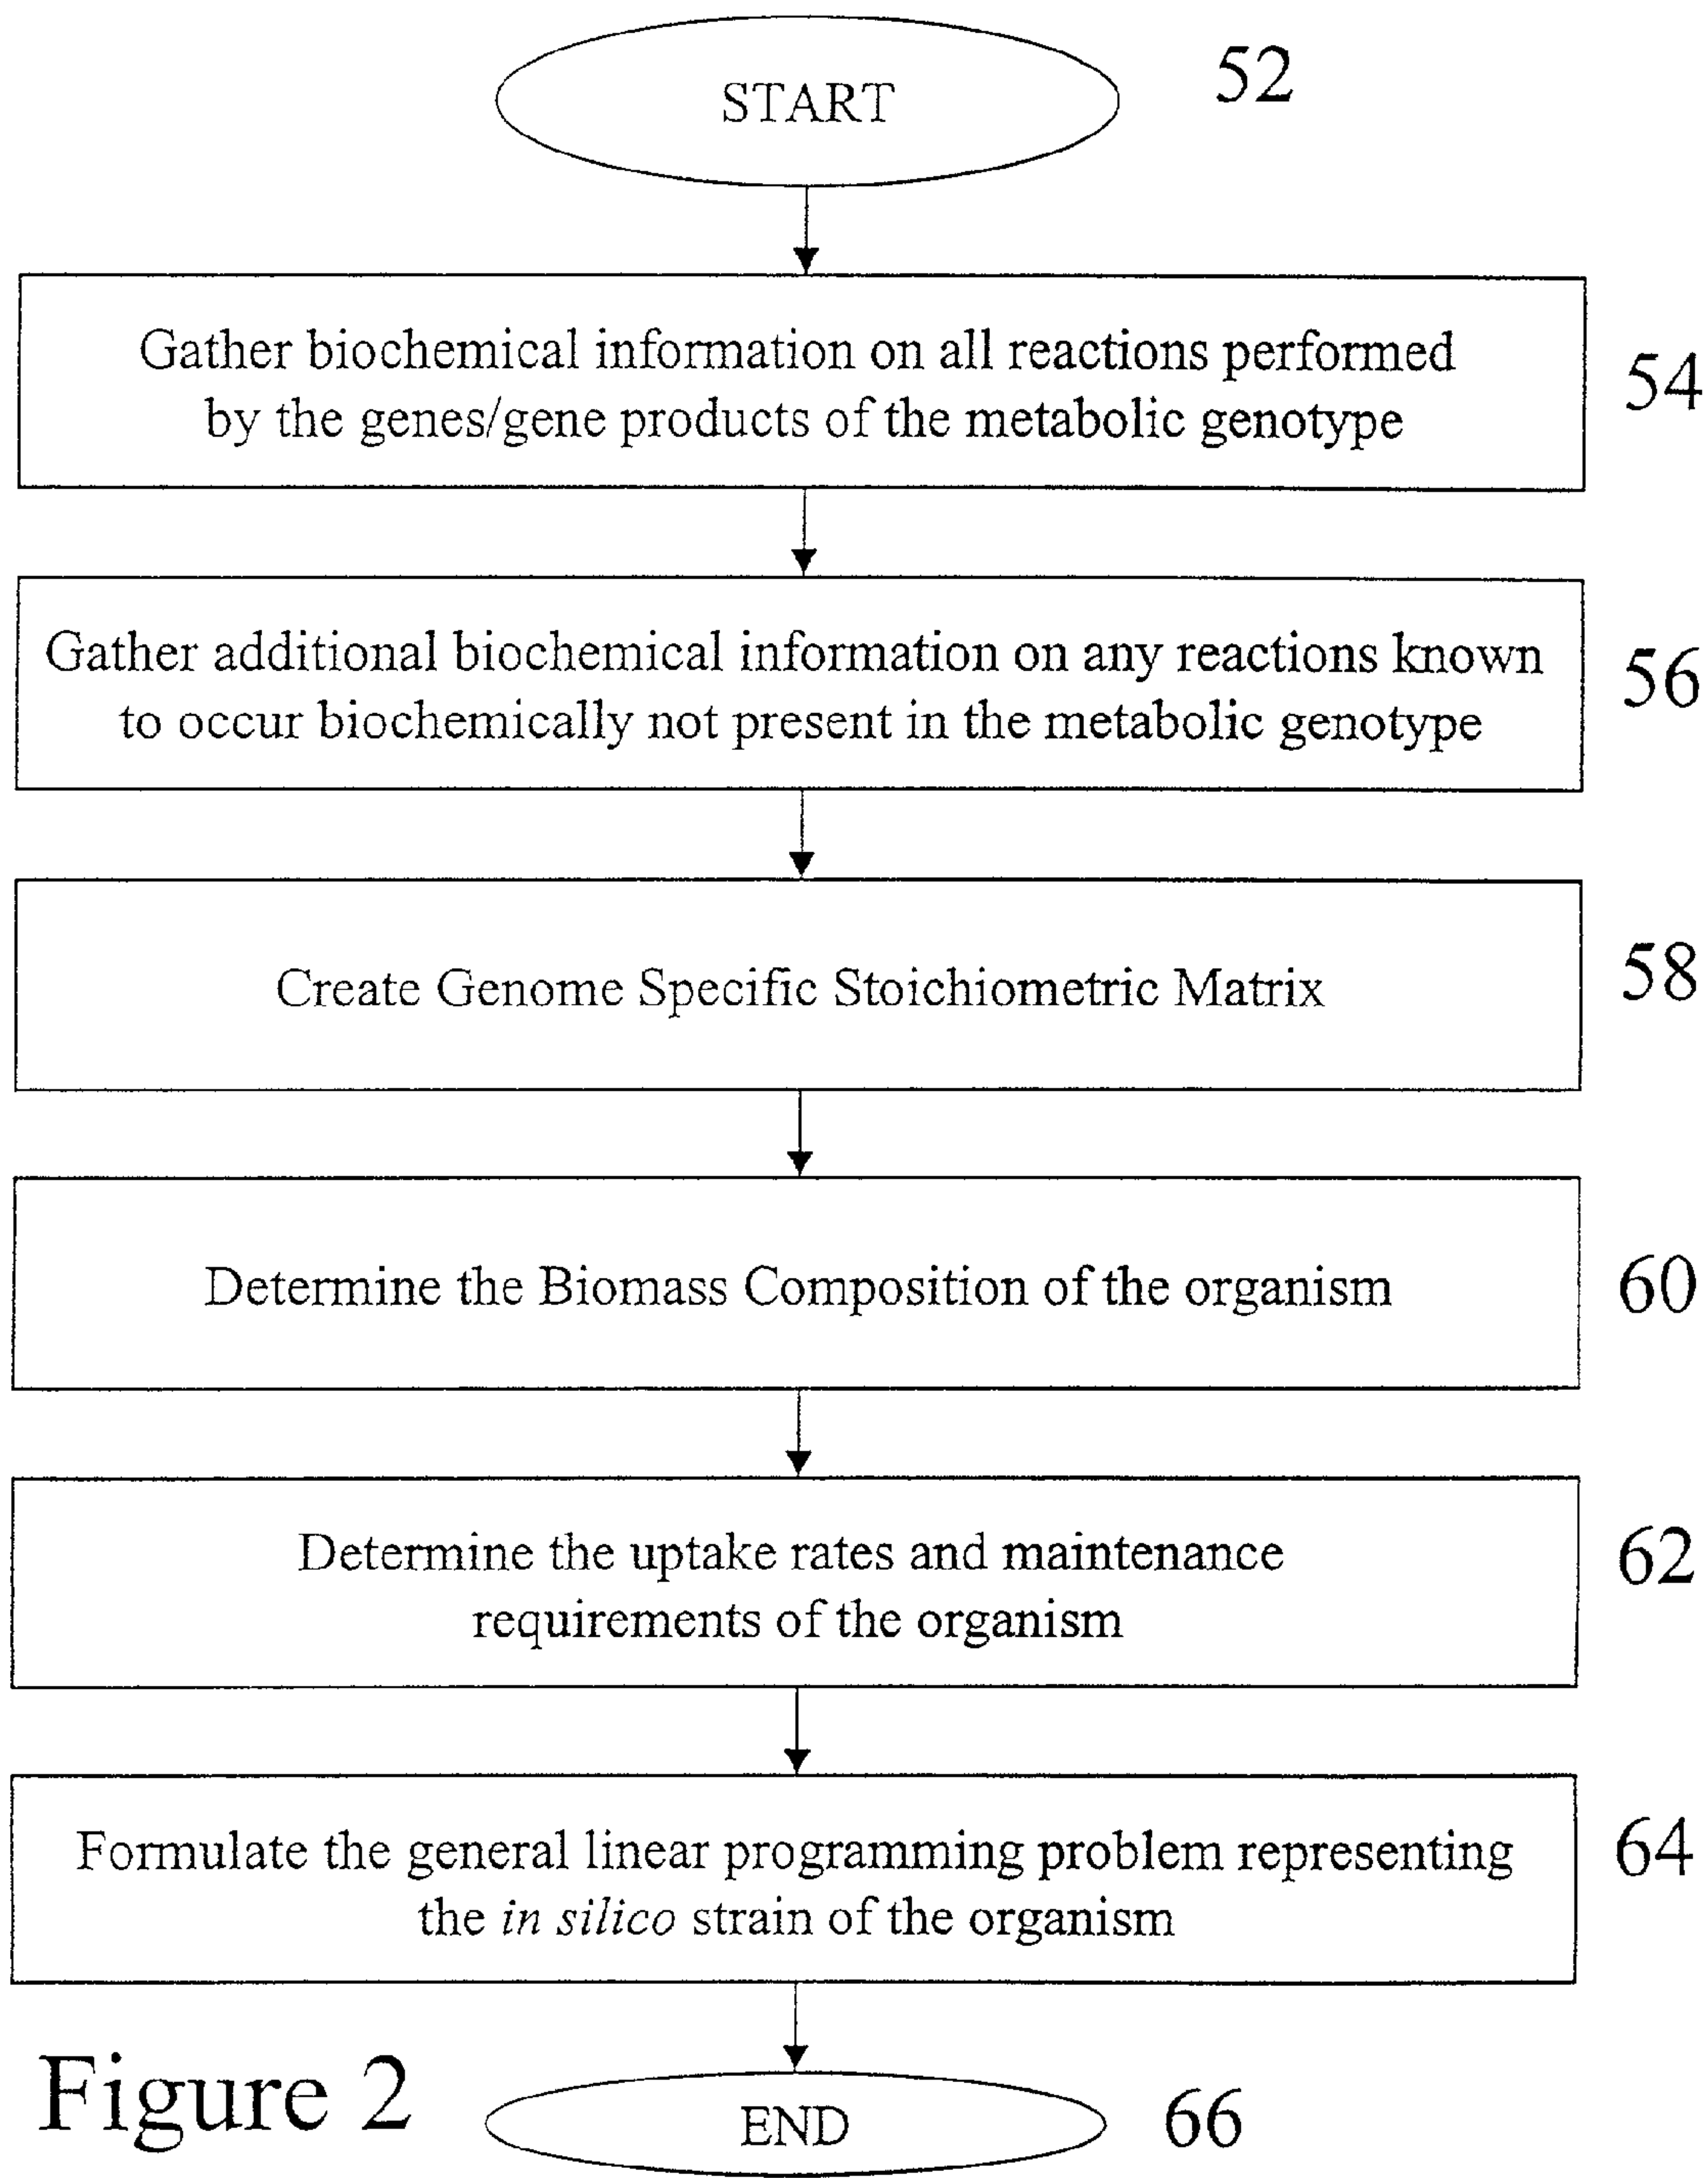 START
52
Gather biochemical information on all reactions performed
by the genes/gene products of the metabolic genotype
54
Gather additional biochemical information on any reactions known
to occur biochemically not present in the metabolic genotype
56
Create Genome Specific Stoichiometric Matrix
58
Determine the Biomass Composition of the organism
60
Determine the uptake rates and maintenance
requirements of the organism
62
Formulate the general linear programming problem representing
the in silico strain of the organism
64
Figure 2
END
66